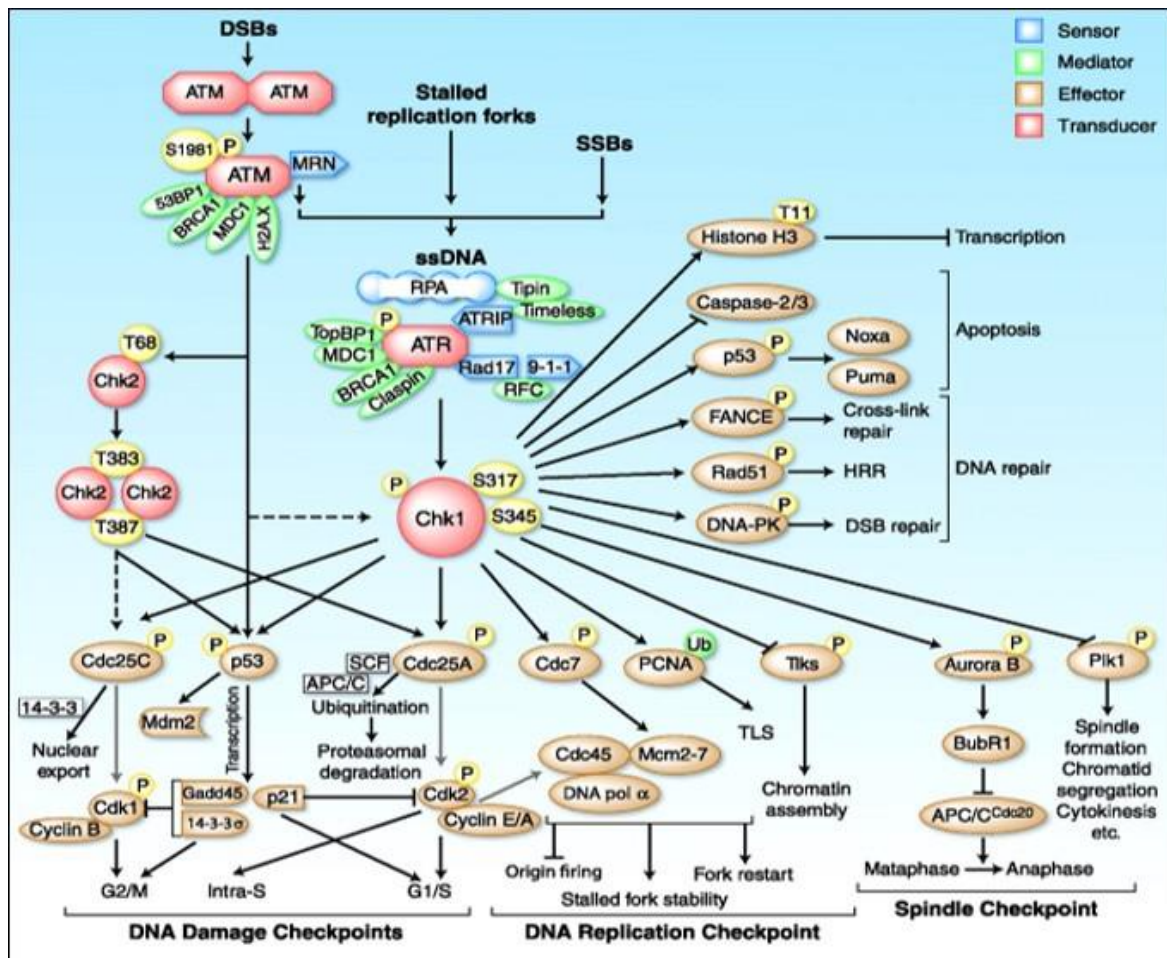 DSBs
Sensor
Mediator
Effector
Transducer
ATM
ATM
Stalled
replication forks
SSBs
S1981
P
ATM
MRN
53BP1
BRCA1
MDC1
H2A.X
T11
Histone H3
Transcription
ssDNA
RPA
Tipin
Timeless
ATRIP
P
TopBP1
ATR
MDC1
BRCA1
Claspin
Rad17
9-1-1
RFC
Caspase-2/3
Noxa
Apoptosis
p53
P
Puma
T68
Chk2
FANCE
P
Cross-link
repair
T383
Chk2
Chk2
T387
Rad51
P
HRR
DNA repair
P
S317
Chk1
S345
DNA-PK
P
DSB repair
Cdc25C
P
P
p53
SCF
Cdc25A
P
APC/C
Cdc7
P
PCNA
Ub
Tlks
P
Aurora B
P
Plk1
P
14-3-3
Nuclear
export
Mdm2
Transcription
Ubiquitination
Proteasomal
degradation
TLS
BubR1
Spindle
formation
Chromatid
segregation
Cytokinesis
etc.
Cdc45
Mcm2-7
DNA pol α
Chromatin
assembly
P
Cdk1
Cyclin B
Gadd45
14-3-3σ
p21
P
Cdk2
Cyclin E/A
APC/CCdc20
Mataphase
Anaphase
G2/M
Intra-S
G1/S
Origin firing
Fork restart
Stalled fork stability
DNA Damage Checkpoints
DNA Replication Checkpoint
Spindle Checkpoint